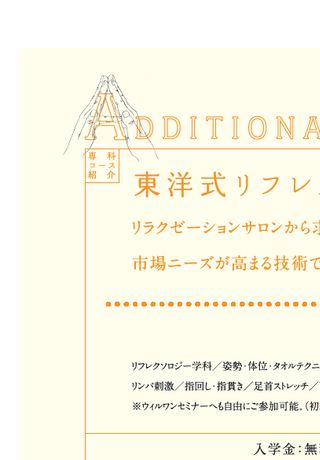 ADDITIONA
専科
コース
紹介
東洋式リフレ
リラクゼーションサロンから
市場ニーズが高まる技術で
リフレクソロジー学科／姿勢・体位・タオルテクニ
リンパ刺激／指回し・指貫き／足首ストレッチ／
※ウィルワンセミナーへも自由にご参加可能。（初
入学金：無